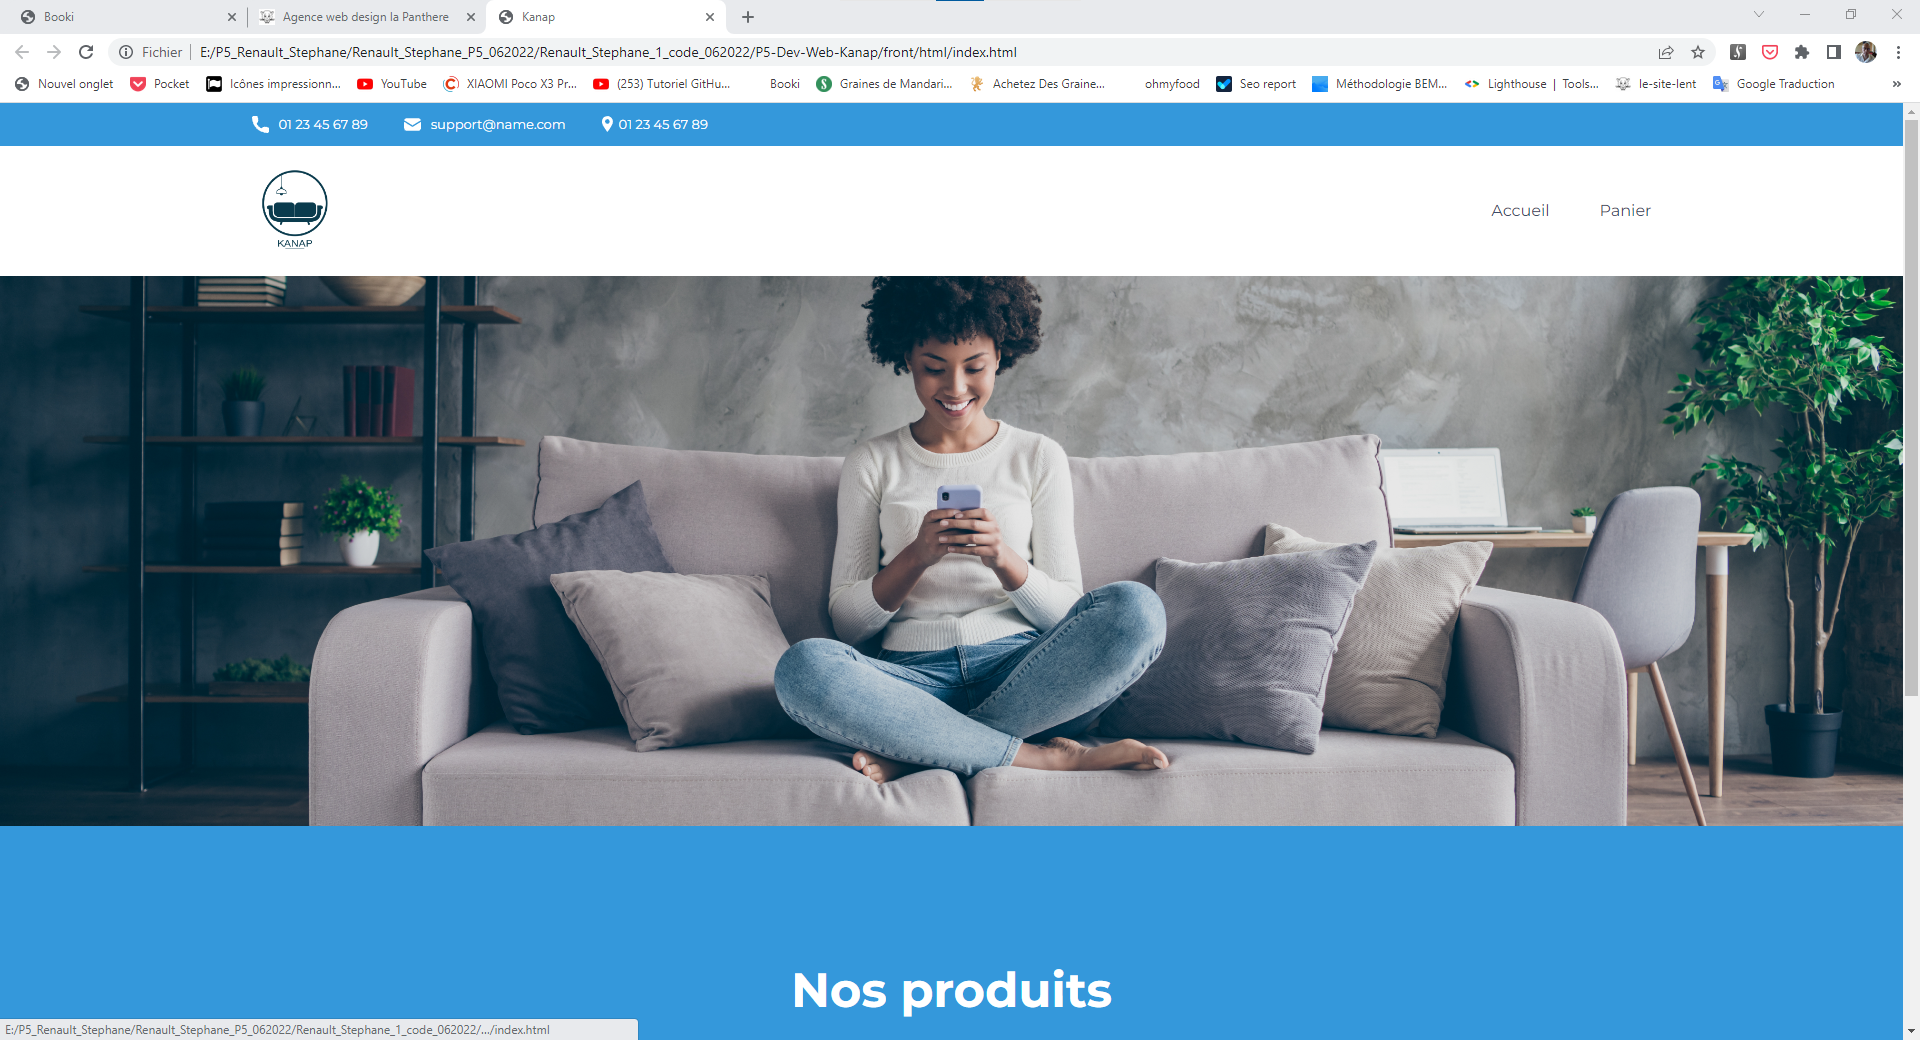 Booki
Agence web design la Panthere
Kanap
Fichier
E:/P5_Renault_Stephane/Renault_Stephane_P5_062022/Renault_Stephane_1_code_062022/P5-Dev-Web-Kanap/front/html/index.html
Nouvel onglet
Pocket
Icônes impressionn...
YouTube
XIAOMI Poco X3 Pr...
(253) Tutoriel GitHu...
Booki
Graines de Mandari...
Achetez Des Graine...
ohmyfood
Seo report
Méthodologie BEM...
Lighthouse | Tools...
le-site-lent
Google Traduction
»
01 23 45 67 89
support@name.com
01 23 45 67 89
KANAP
Accueil
Panier
Nos produits
E:/P5_Renault_Stephane/Renault_Stephane_P5_062022/Renault_Stephane_1_code_062022/.../index.html